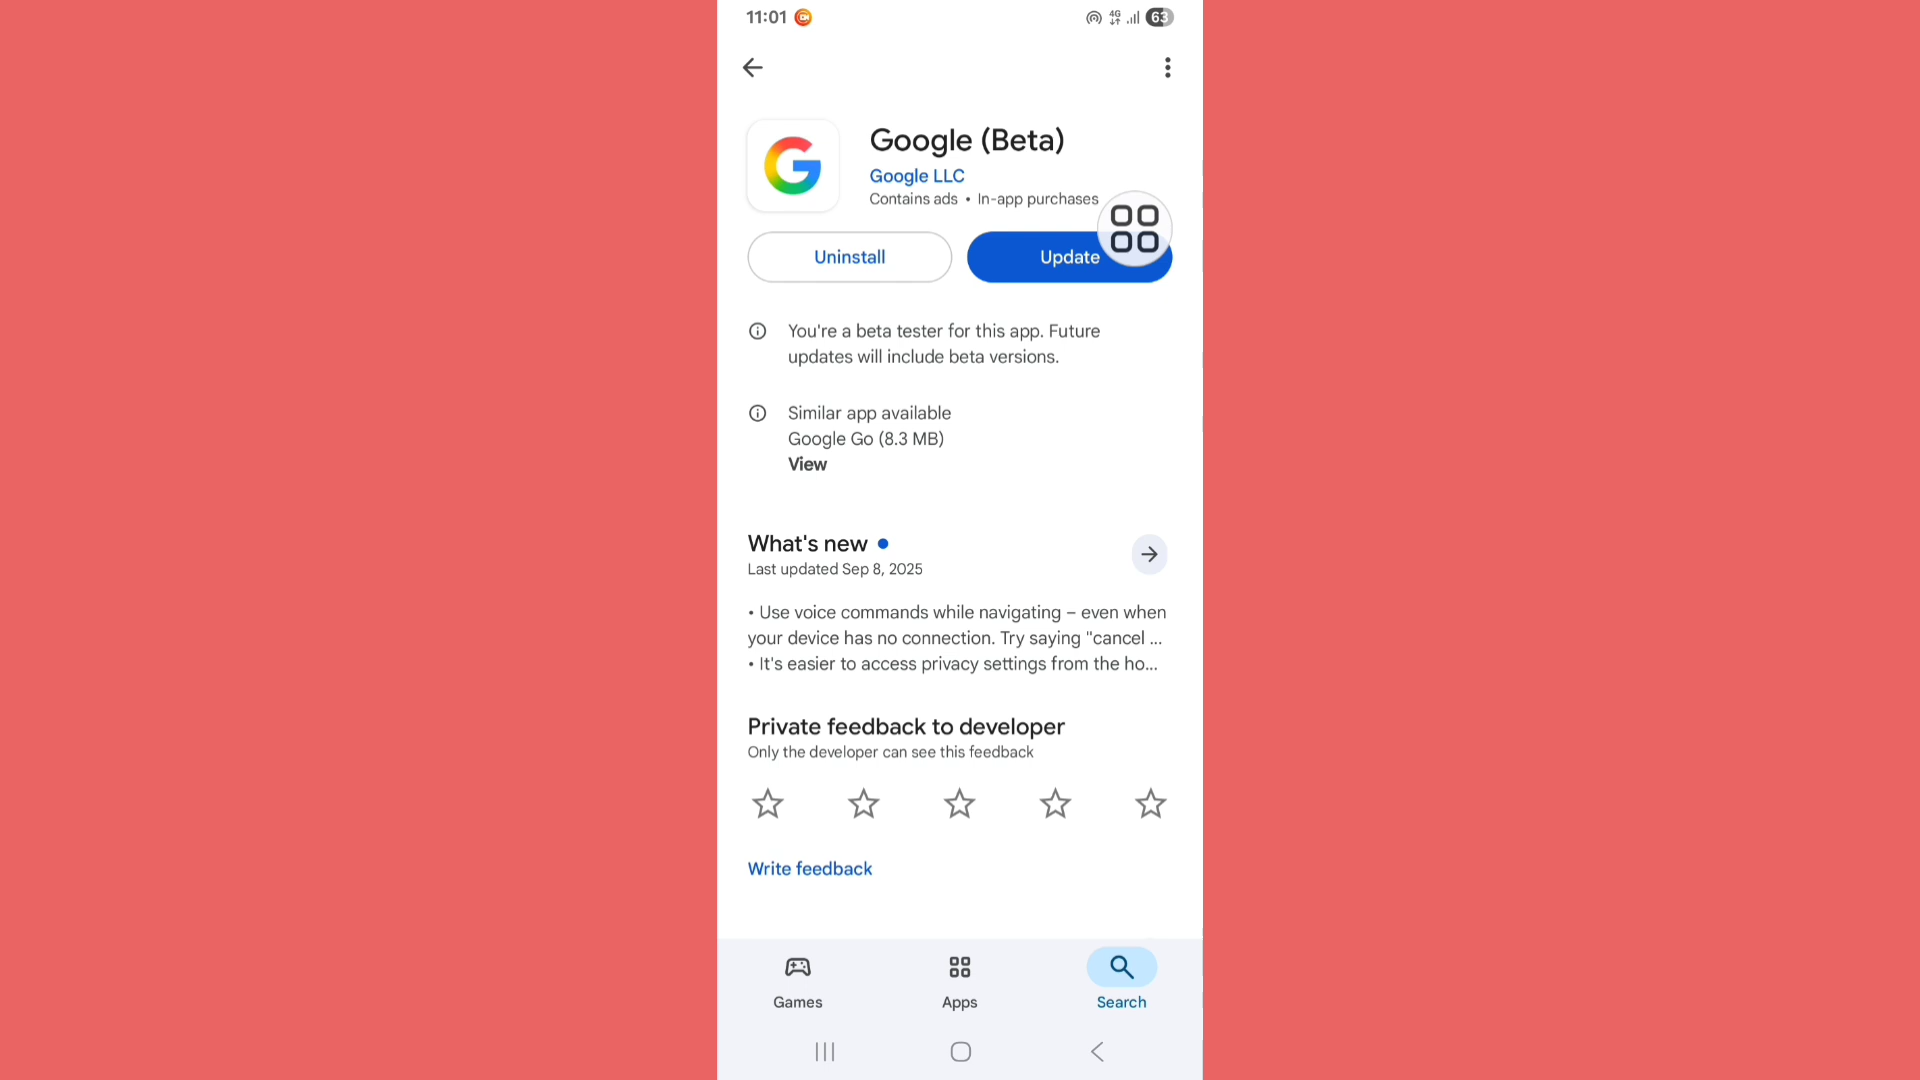 11:01
4G
63
Google (Beta)
Google LLC
Contains ads • In-app purchases
Uninstall
Update
You're a beta tester for this app. Future
updates will include beta versions.
Similar app available
Google Go (8.3 MB)
View
What's new
Last updated Sep 8, 2025
• Use voice commands while navigating – even when
your device has no connection. Try saying "cancel ...
• It's easier to access privacy settings from the ho...
Private feedback to developer
Only the developer can see this feedback
Write feedback
Games
Apps
Search